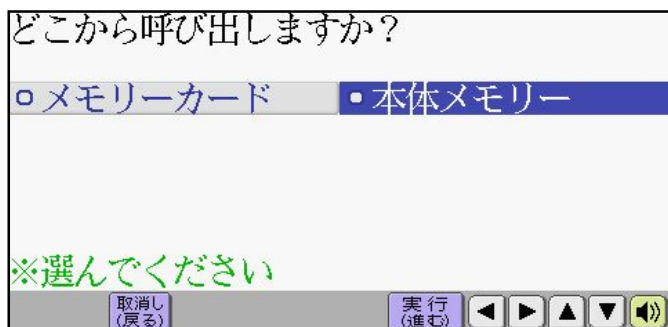 どこから呼び出しますか？
メモリーカード 本体メモリー
※選んでください
取消し 実行
(戻る) (進む)